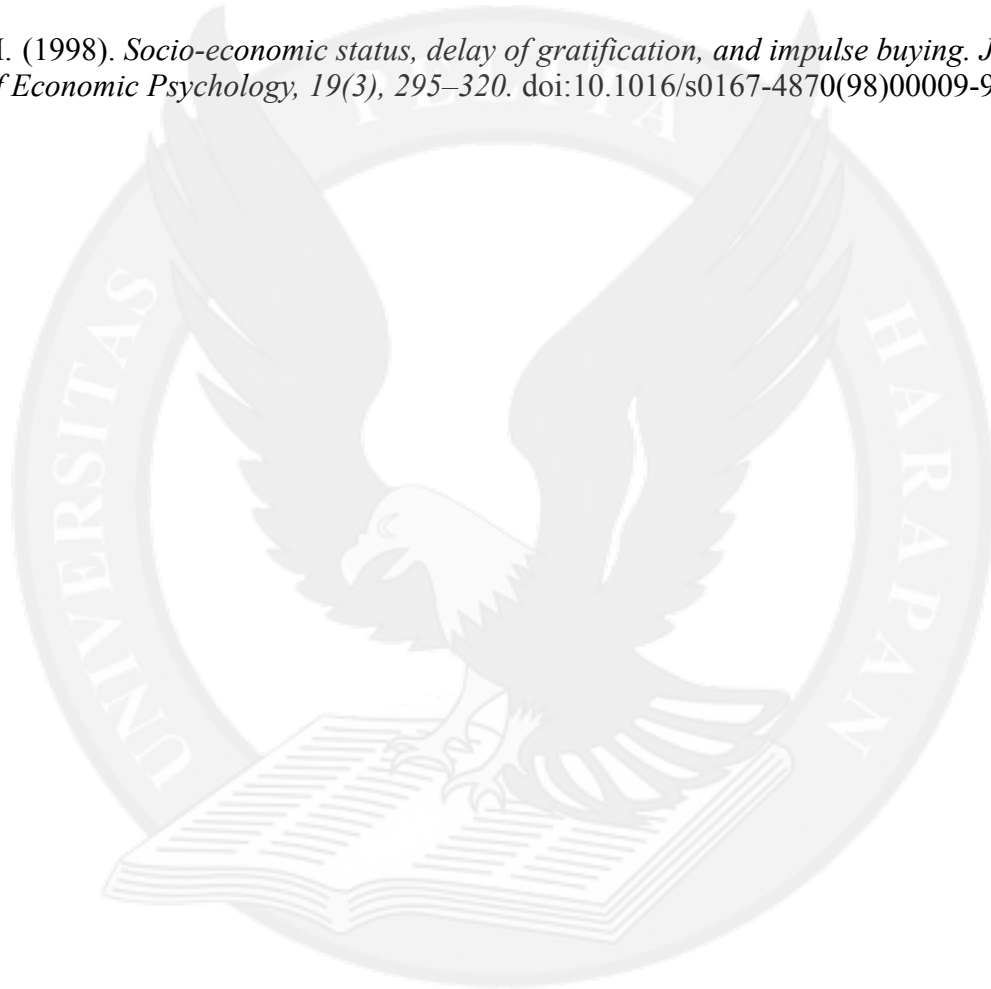 I. (1998). Socio-economic status, delay of gratification, and impulse buying. J
f Economic Psychology, 19(3), 295–320. doi:10.1016/s0167-4870(98)00009-9
UNIVERSITAS PELITA HARAPAN